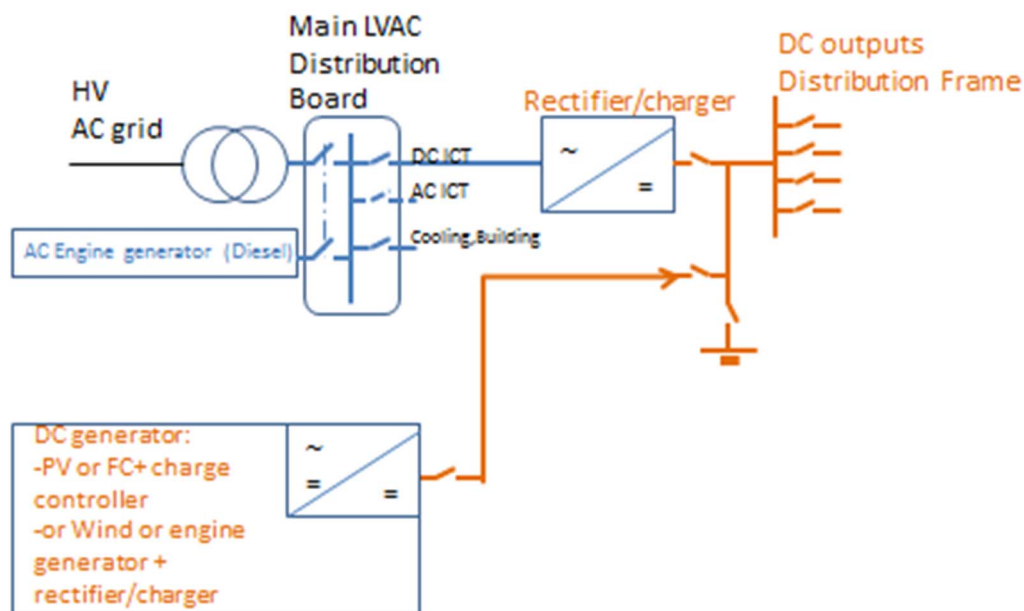 Main LVAC
Distribution
Board
HV
AC grid
DC outputs
Distribution Frame
Rectifier/charger
~
=
DC ICT
AC ICT
Cooling,Building
AC Engine generator (Diesel)
DC generator:
-PV or FC+ charge
controller
-or Wind or engine
generator +
rectifier/charger
~
= =